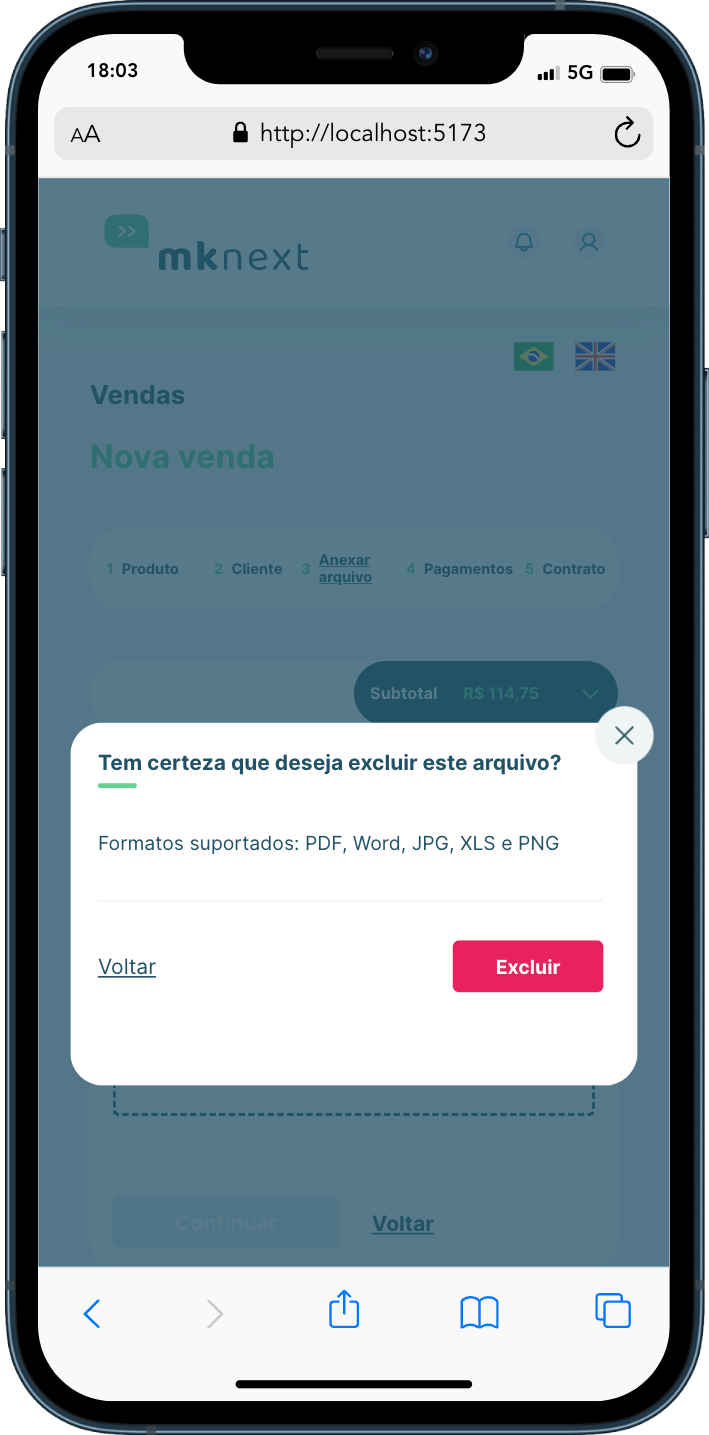 18:03
5G
AA
http://localhost:5173
>>
mknext
Vendas
Nova venda
1 Produto
2 Cliente
3 Anexar
arquivo
4 Pagamentos
5 Contrato
Subtotal R$ 114,75
Tem certeza que deseja excluir este arquivo?
Formatos suportados: PDF, Word, JPG, XLS e PNG
Voltar
Excluir
Continuar
Voltar